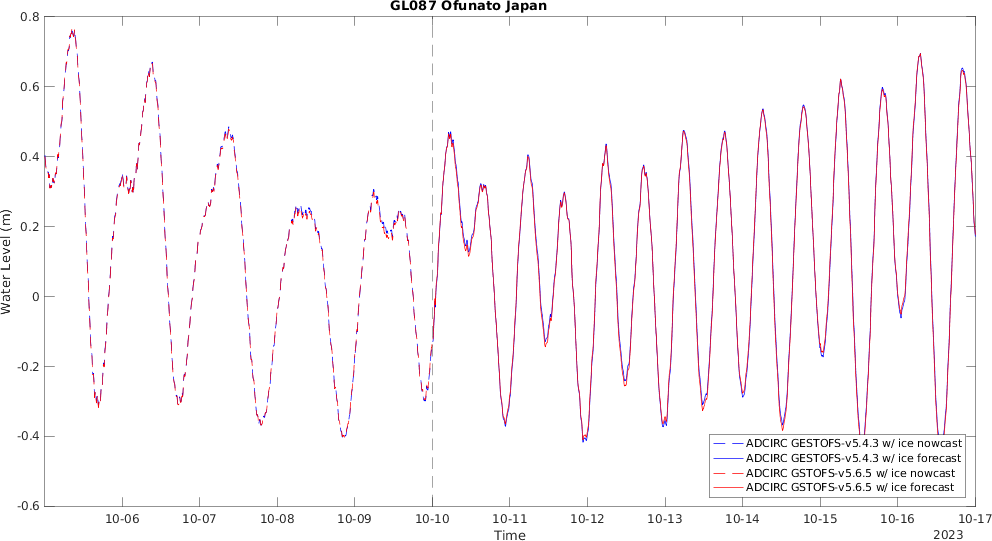 GL087 Ofunato Japan
0.8
0.6
0.4
0.2
0
-0.2
-0.4
-0.6
Water Level (m)
10-06 10-07 10-08 10-09 10-10 10-11 10-12 10-13 10-14 10-15 10-16 10-17
Time
2023
ADCIRC GESTOFS-v5.4.3 w/ ice nowcast
ADCIRC GESTOFS-v5.4.3 w/ ice forecast
ADCIRC GSTOFS-v5.6.5 w/ ice nowcast
ADCIRC GSTOFS-v5.6.5 w/ ice forecast